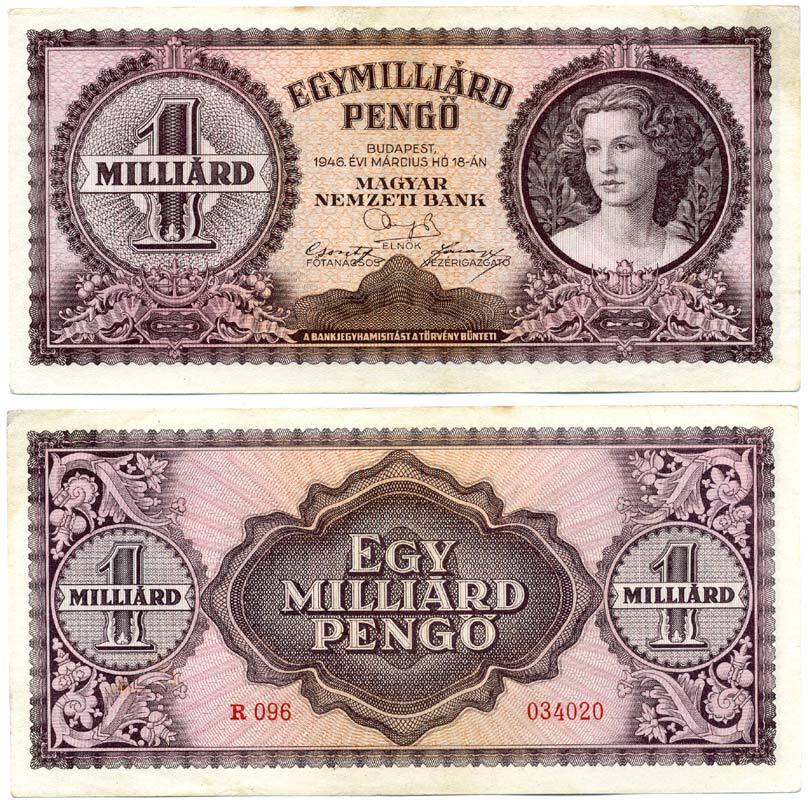 EGYMILLIÁRD
PENGŐ
1
MILLIÁRD
BUDAPEST,
1946. ÉVI MÁRCIUS HÓ 18-ÁN
MAGYAR
NEMZETI BANK
ELNÖK
FŐTANÁCSOS
VEZÉRIGAZGATÓ
A BANKJEGYHAMISITÁST A TÖRVÉNY BÜNTETI
EGY
MILLIÁRD
PENGŐ
1
MILLIÁRD
1
MILLIÁRD
R 096
034020